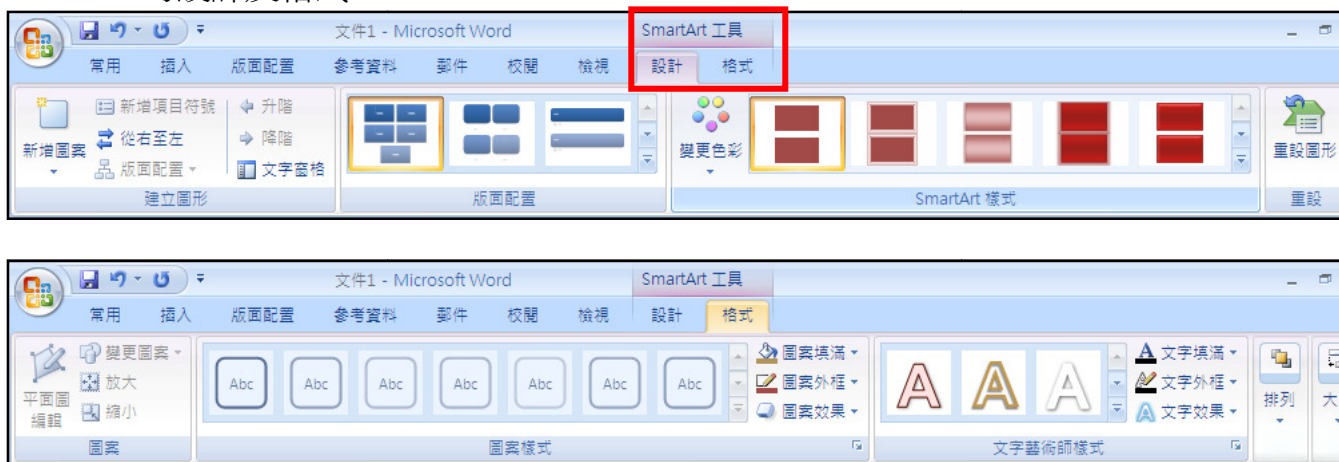 文件1 - Microsoft Word SmartArt 工具
常用 插入 版面配置 參考資料 郵件 校閱 檢視 設計 格式
新增圖案 新增項目符號 升階
從右至左 降階
版面配置 文字窗格
變更色彩 重設圖形
建立圖形 版面配置 SmartArt 樣式 重設
文件1 - Microsoft Word SmartArt 工具
常用 插入 版面配置 參考資料 郵件 校閱 檢視 設計 格式
平面圖編輯 變更圖案 放大 縮小
Abc Abc Abc Abc Abc Abc Abc
圖案填滿
圖案外框
圖案效果
A A A
文字填滿
文字外框
文字效果
排列 大
圖案 圖案樣式 文字藝術師樣式